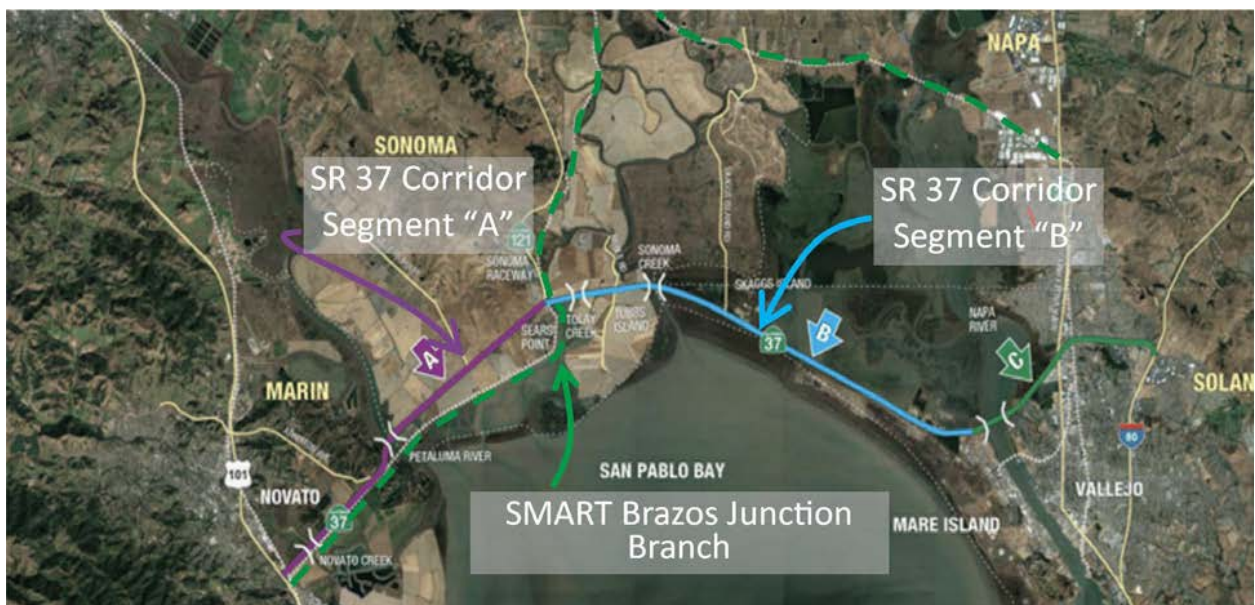 NAPA
SONOMA
SR 37 Corridor
Segment “A”
SR 37 Corridor
Segment “B”
121
SONOMA
RACEWAY
SONOMA
CREEK
SKAGGS ISLAND
SEARS
POINT
TOLAY
CREEK
TUBBS
ISLAND
NAPA
RIVER
A
37
B
C
SOLAN
MARIN
PETALUMA RIVER
80
101
NOVATO
SAN PABLO BAY
VALLEJO
37
SMART Brazos Junction
Branch
MARE ISLAND
NOVATO CREEK